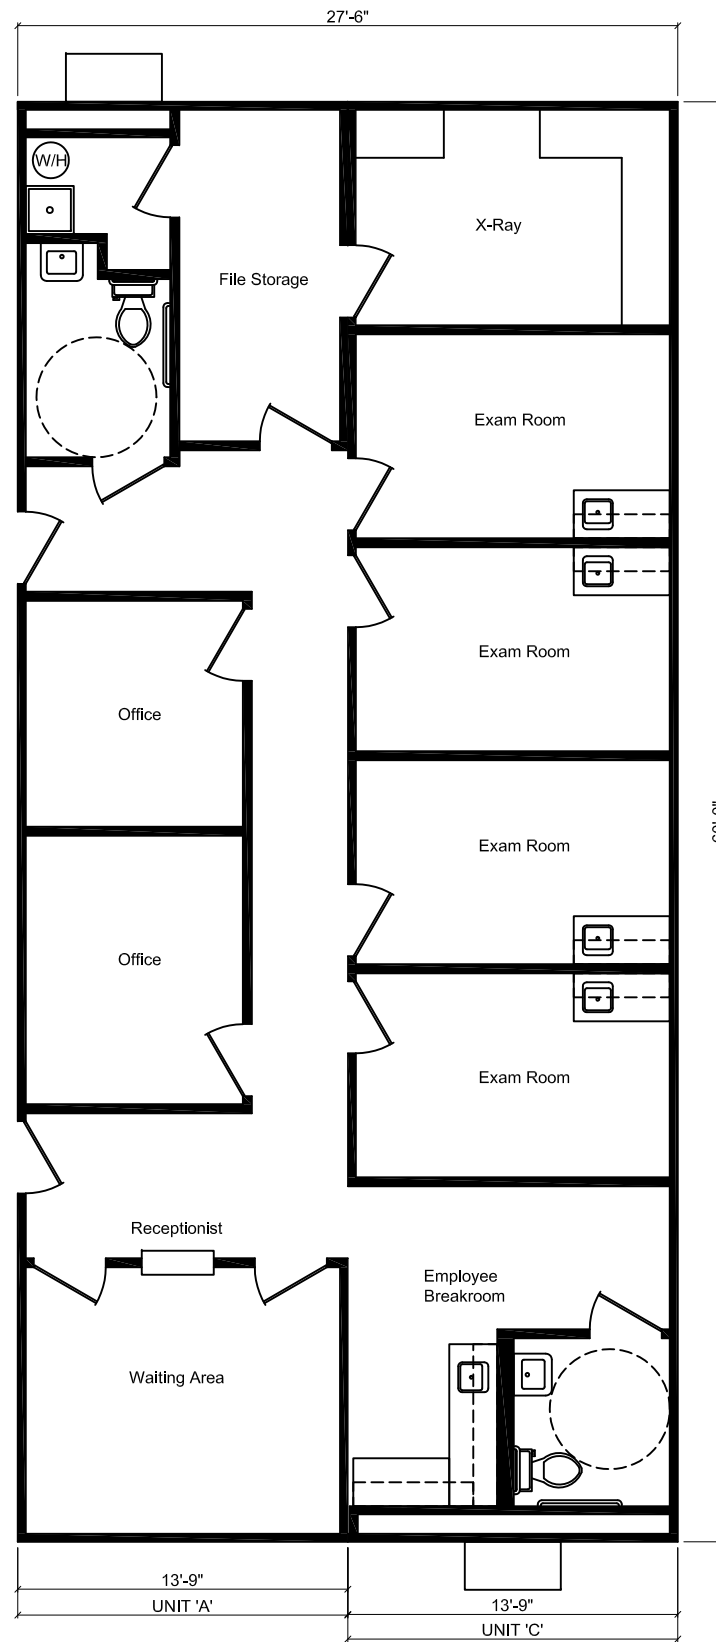 27'-6"
W/H
X-Ray
File Storage
Exam Room
Exam Room
Office
Exam Room
Office
Exam Room
Receptionist
Employee
Breakroom
Waiting Area
13'-9"
UNIT 'A'
13'-9"
UNIT 'C'